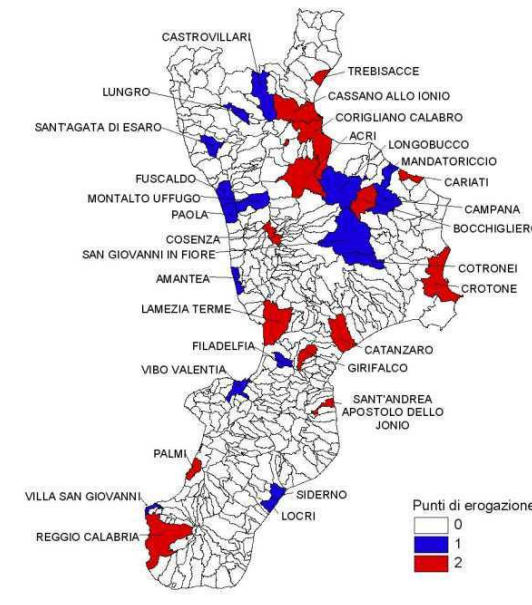 CASTROVILLARI
TREBISACCE
LUNGRO
CASSANO ALLO IONIO
CORIGLIANO CALABRO
SANT'AGATA DI ESARO
ACRI
LONGOBUCCO
MANDATORICCIO
FUSCALDO
CARIATI
MONTALTO UFFUGO
CAMPANA
PAOLA
BOCCHIGLIERO
COSENZA
SAN GIOVANNI IN FIORE
COTRONEI
AMANTEA
CROTONE
LAMEZIA TERME
FILADELFIA
CATANZARO
GIRIFALCO
VIBO VALENTIA
SANT'ANDREA
APOSTOLO DELLO
JONIO
PALMI
VILLA SAN GIOVANNI
SIDERNO
LOCRI
REGGIO CALABRIA
Punti di erogazione
0
1
2